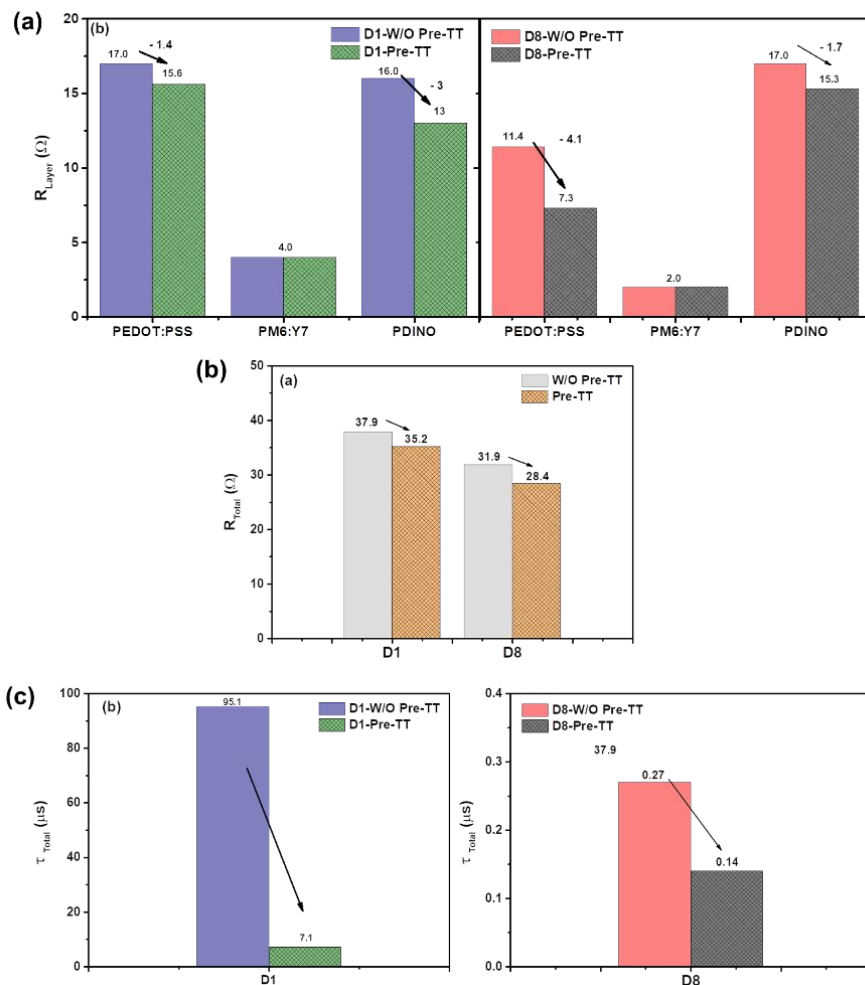 (a)
(b)
D1-W/O Pre-TT
D1-Pre-TT
D8-W/O Pre-TT
D8-Pre-TT
R Layer (Ω)
0
5
10
15
20
17.0
- 1.4
15.6
4.0
16.0
- 3
13
11.4
- 4.1
7.3
2.0
17.0
- 1.7
15.3
PEDOT:PSS
PM6:Y7
PDINO
PEDOT:PSS
PM6:Y7
PDINO
(b)
(a)
W/O Pre-TT
Pre-TT
R Total (Ω)
0
10
20
30
40
50
37.9
35.2
31.9
28.4
D1
D8
(c)
(b)
D1-W/O Pre-TT
D1-Pre-TT
τ Total (μs)
0
20
40
60
80
100
95.1
7.1
D1
D8-W/O Pre-TT
D8-Pre-TT
τ Total (μs)
0.0
0.1
0.2
0.3
0.4
37.9
0.27
0.14
D8